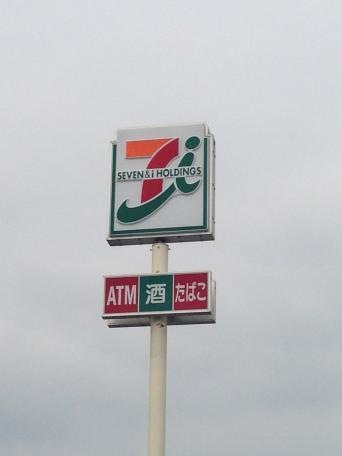 7i
SEVEN & i HOLDINGS
ATM 酒 たばこ